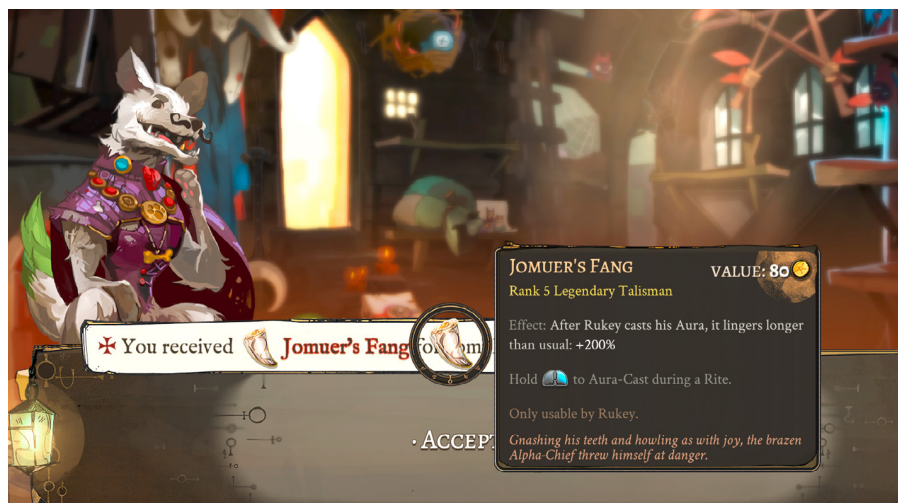 JOMUER'S FANG
VALUE: 80
Rank 5 Legendary Talisman
Effect: After Rukey casts his Aura, it lingers longer
than usual: +200%
Hold to Aura-Cast during a Rite.
Only usable by Rukey.
Gnashing his teeth and howling as with joy, the brazen
Alpha-Chief threw himself at danger.
You received Jomuer's Fang
· ACCEPT